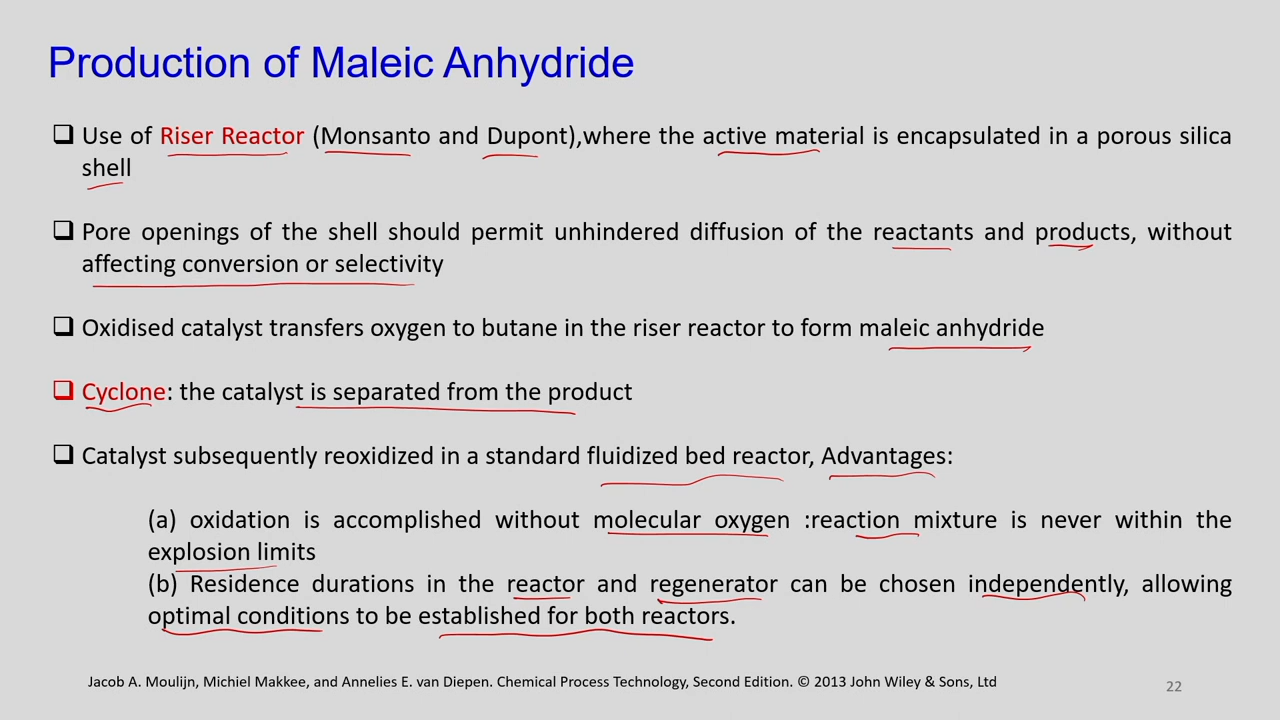 Production of Maleic Anhydride
Use of Riser Reactor (Monsanto and Dupont),where the active material is encapsulated in a porous silica
shell
Pore openings of the shell should permit unhindered diffusion of the reactants and products, without
affecting conversion or selectivity
Oxidised catalyst transfers oxygen to butane in the riser reactor to form maleic anhydride
Cyclone: the catalyst is separated from the product
Catalyst subsequently reoxidized in a standard fluidized bed reactor, Advantages:
(a) oxidation is accomplished without molecular oxygen :reaction mixture is never within the
explosion limits
(b) Residence durations in the reactor and regenerator can be chosen independently, allowing
optimal conditions to be established for both reactors.
Jacob A. Moulijn, Michiel Makkee, and Annelies E. van Diepen. Chemical Process Technology, Second Edition. © 2013 John Wiley & Sons, Ltd
22